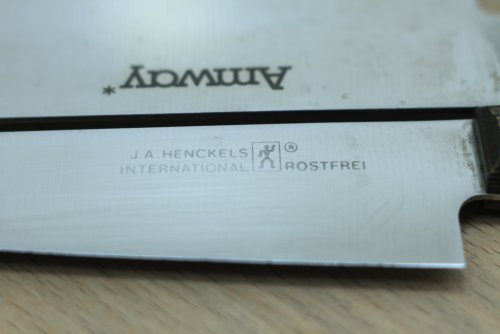 Amway*
J.A. HENCKELS ®
INTERNATIONAL ROSTFREI